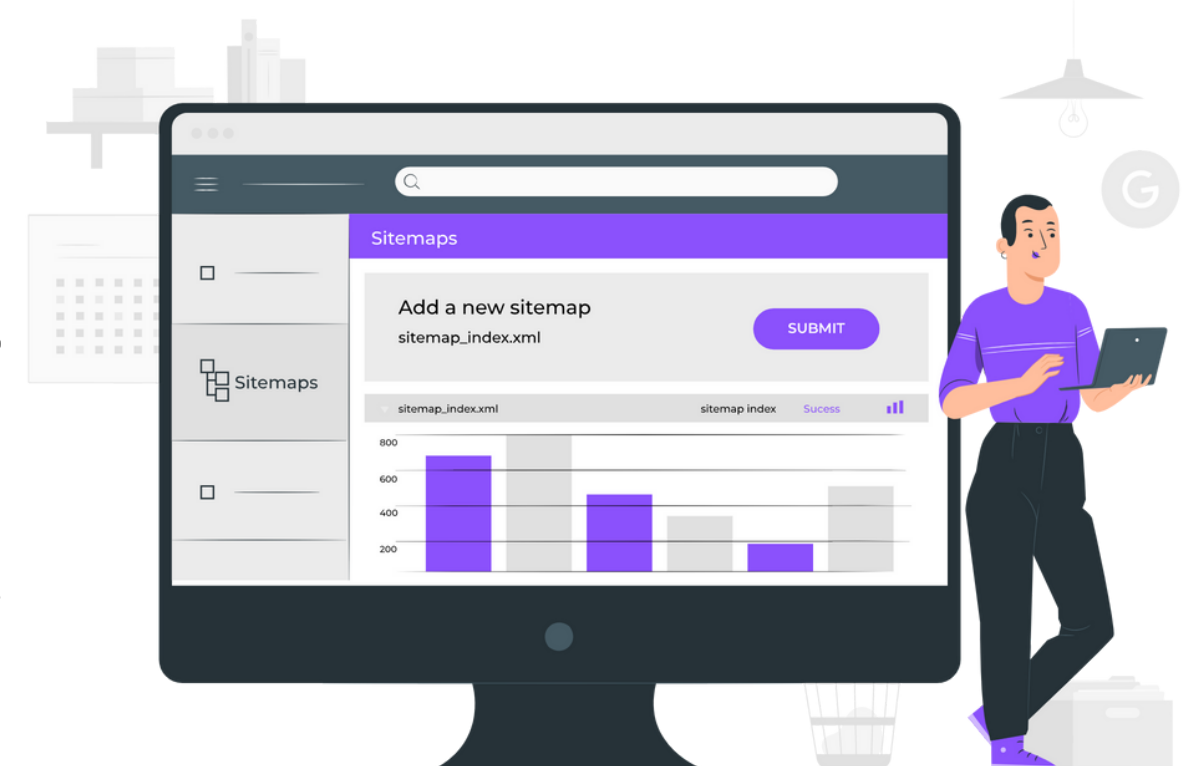 G
Sitemaps
Add a new sitemap
sitemap_index.xml
SUBMIT
Sitemaps
sitemap_index.xml sitemap index Sucess
800
600
400
200